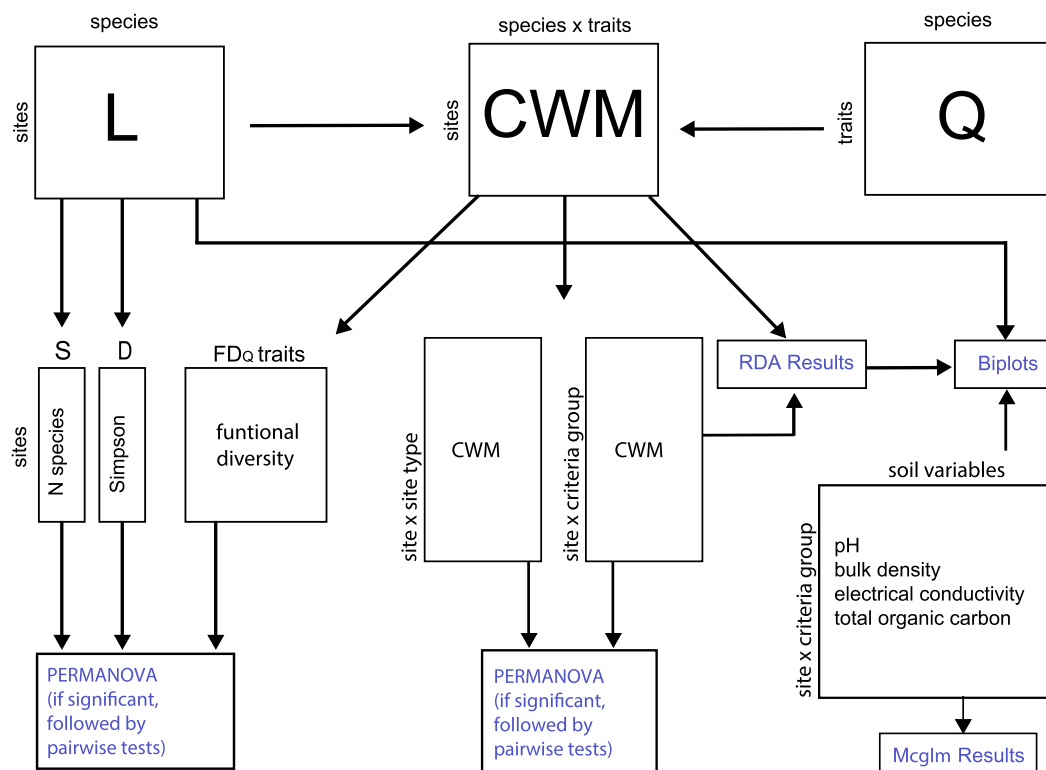 species
species x traits
species
sites
L
sites
CWM
traits
Q
S
D
FDQ traits
RDA Results
Biplots
sites
N species
Simpson
funtional
diversity
site x site type
CWM
site x criteria group
CWM
soil variables
site x criteria group
pH
bulk density
electrical conductivity
total organic carbon
PERMANOVA
(if significant,
followed by
pairwise tests)
PERMANOVA
(if significant,
followed by
pairwise tests)
Mcglm Results